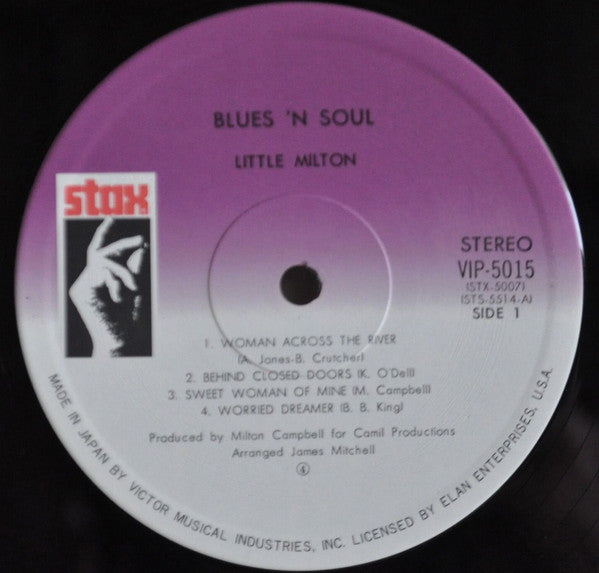 BLUES 'N SOUL
LITTLE MILTON
stax
STEREO
VIP-5015
(STX-5007)
(STS-5514-A)
SIDE 1
1. WOMAN ACROSS THE RIVER
(A. Jones-B. Crutcher)
2. BEHIND CLOSED DOORS (K. O'Dell)
3. SWEET WOMAN OF MINE (M. Campbell)
4. WORRIED DREAMER (B. B. King)
Produced by Milton Campbell for Camil Productions
Arranged James Mitchell
MADE IN JAPAN BY VICTOR MUSICAL INDUSTRIES, INC. LICENSED BY ELAN ENTERPRISES, U.S.A.